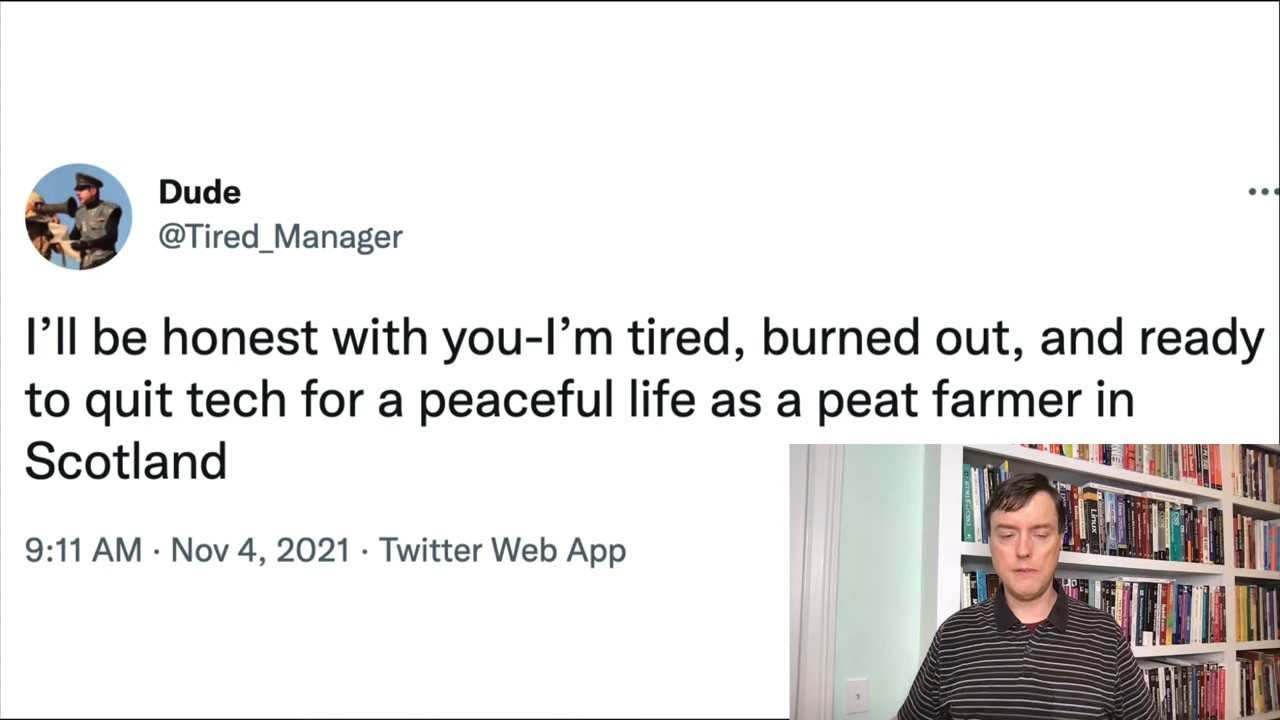 Dude
@Tired_Manager
I’ll be honest with you-I’m tired, burned out, and ready
to quit tech for a peaceful life as a peat farmer in
Scotland
9:11 AM · Nov 4, 2021 · Twitter Web App
Linux